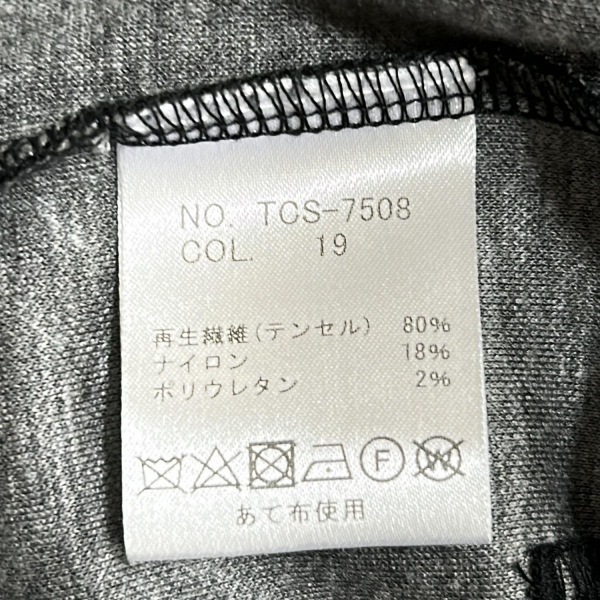 NO. TCS-7508
COL. 19
再生繊維(テンセル) 80%
ナイロン 18%
ポリウレタン 2%
F W
あて布使用